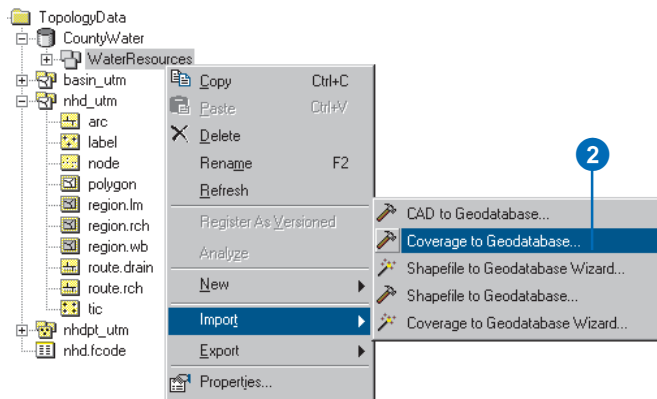 TopologyData
CountyWater
WaterResources
basin_utm
nhd_utm
arc
label
node
polygon
region.lm
region.rch
region.wb
route.drain
route.rch
tic
nhdpt_utm
nhd.fcode
Copy Ctrl+C
Paste Ctrl+V
Delete
Rename F2
Refresh
Register As Versioned
Analyze
New
Import
Export
Properties...
2
CAD to Geodatabase...
Coverage to Geodatabase...
Shapefile to Geodatabase Wizard...
Shapefile to Geodatabase...
Coverage to Geodatabase Wizard...